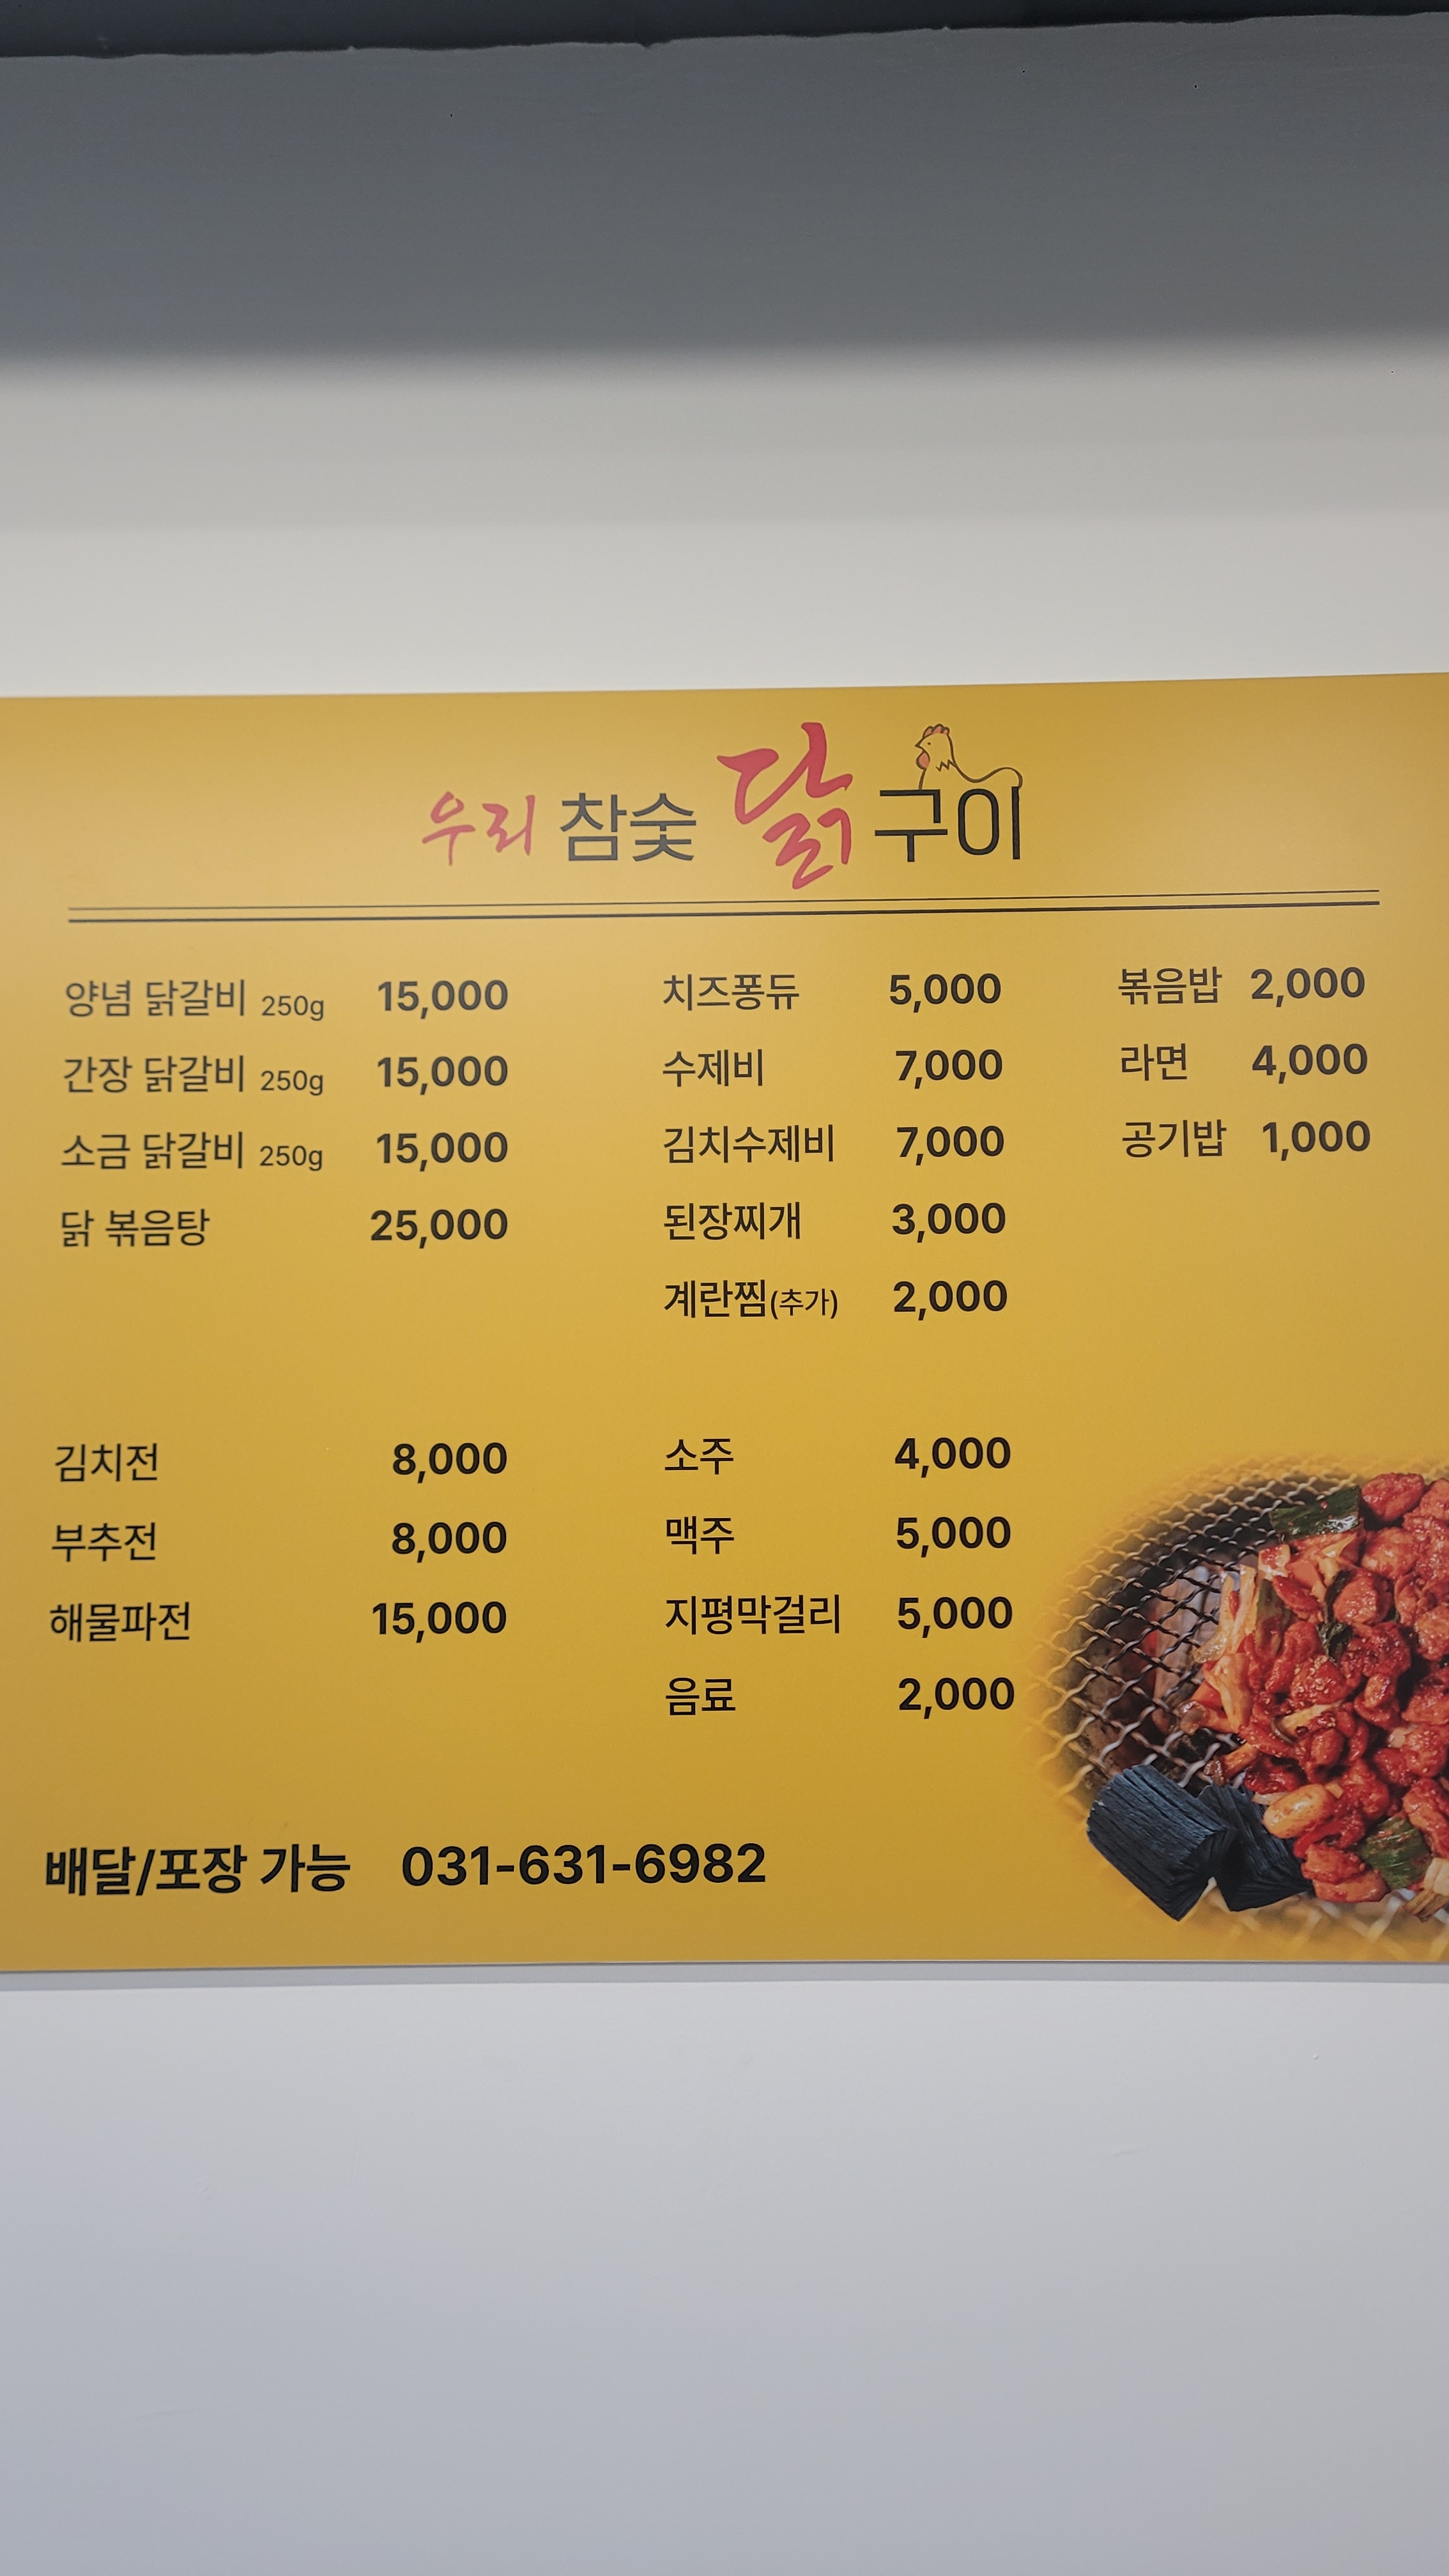 우리 참숯 닭구이
양념 닭갈비 250g 15,000
간장 닭갈비 250g 15,000
소금 닭갈비 250g 15,000
닭 볶음탕 25,000
치즈퐁듀 5,000
수제비 7,000
김치수제비 7,000
된장찌개 3,000
계란찜(추가) 2,000
볶음밥 2,000
라면 4,000
공기밥 1,000
김치전 8,000
부추전 8,000
해물파전 15,000
소주 4,000
맥주 5,000
지평막걸리 5,000
음료 2,000
배달/포장 가능 031-631-6982